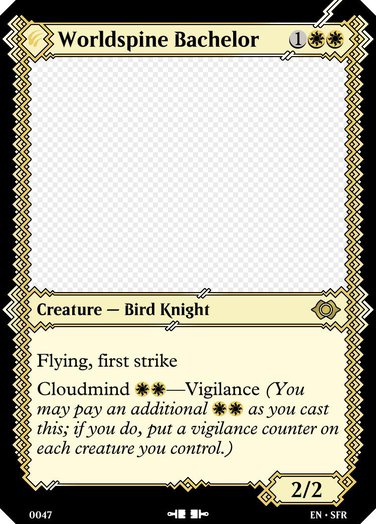 Worldspine Bachelor 1
Creature — Bird Knight
Flying, first strike
Cloudmind —Vigilance (You
may pay an additional as you cast
this; if you do, put a vigilance counter on
each creature you control.)
2/2
0047 EN • SFR